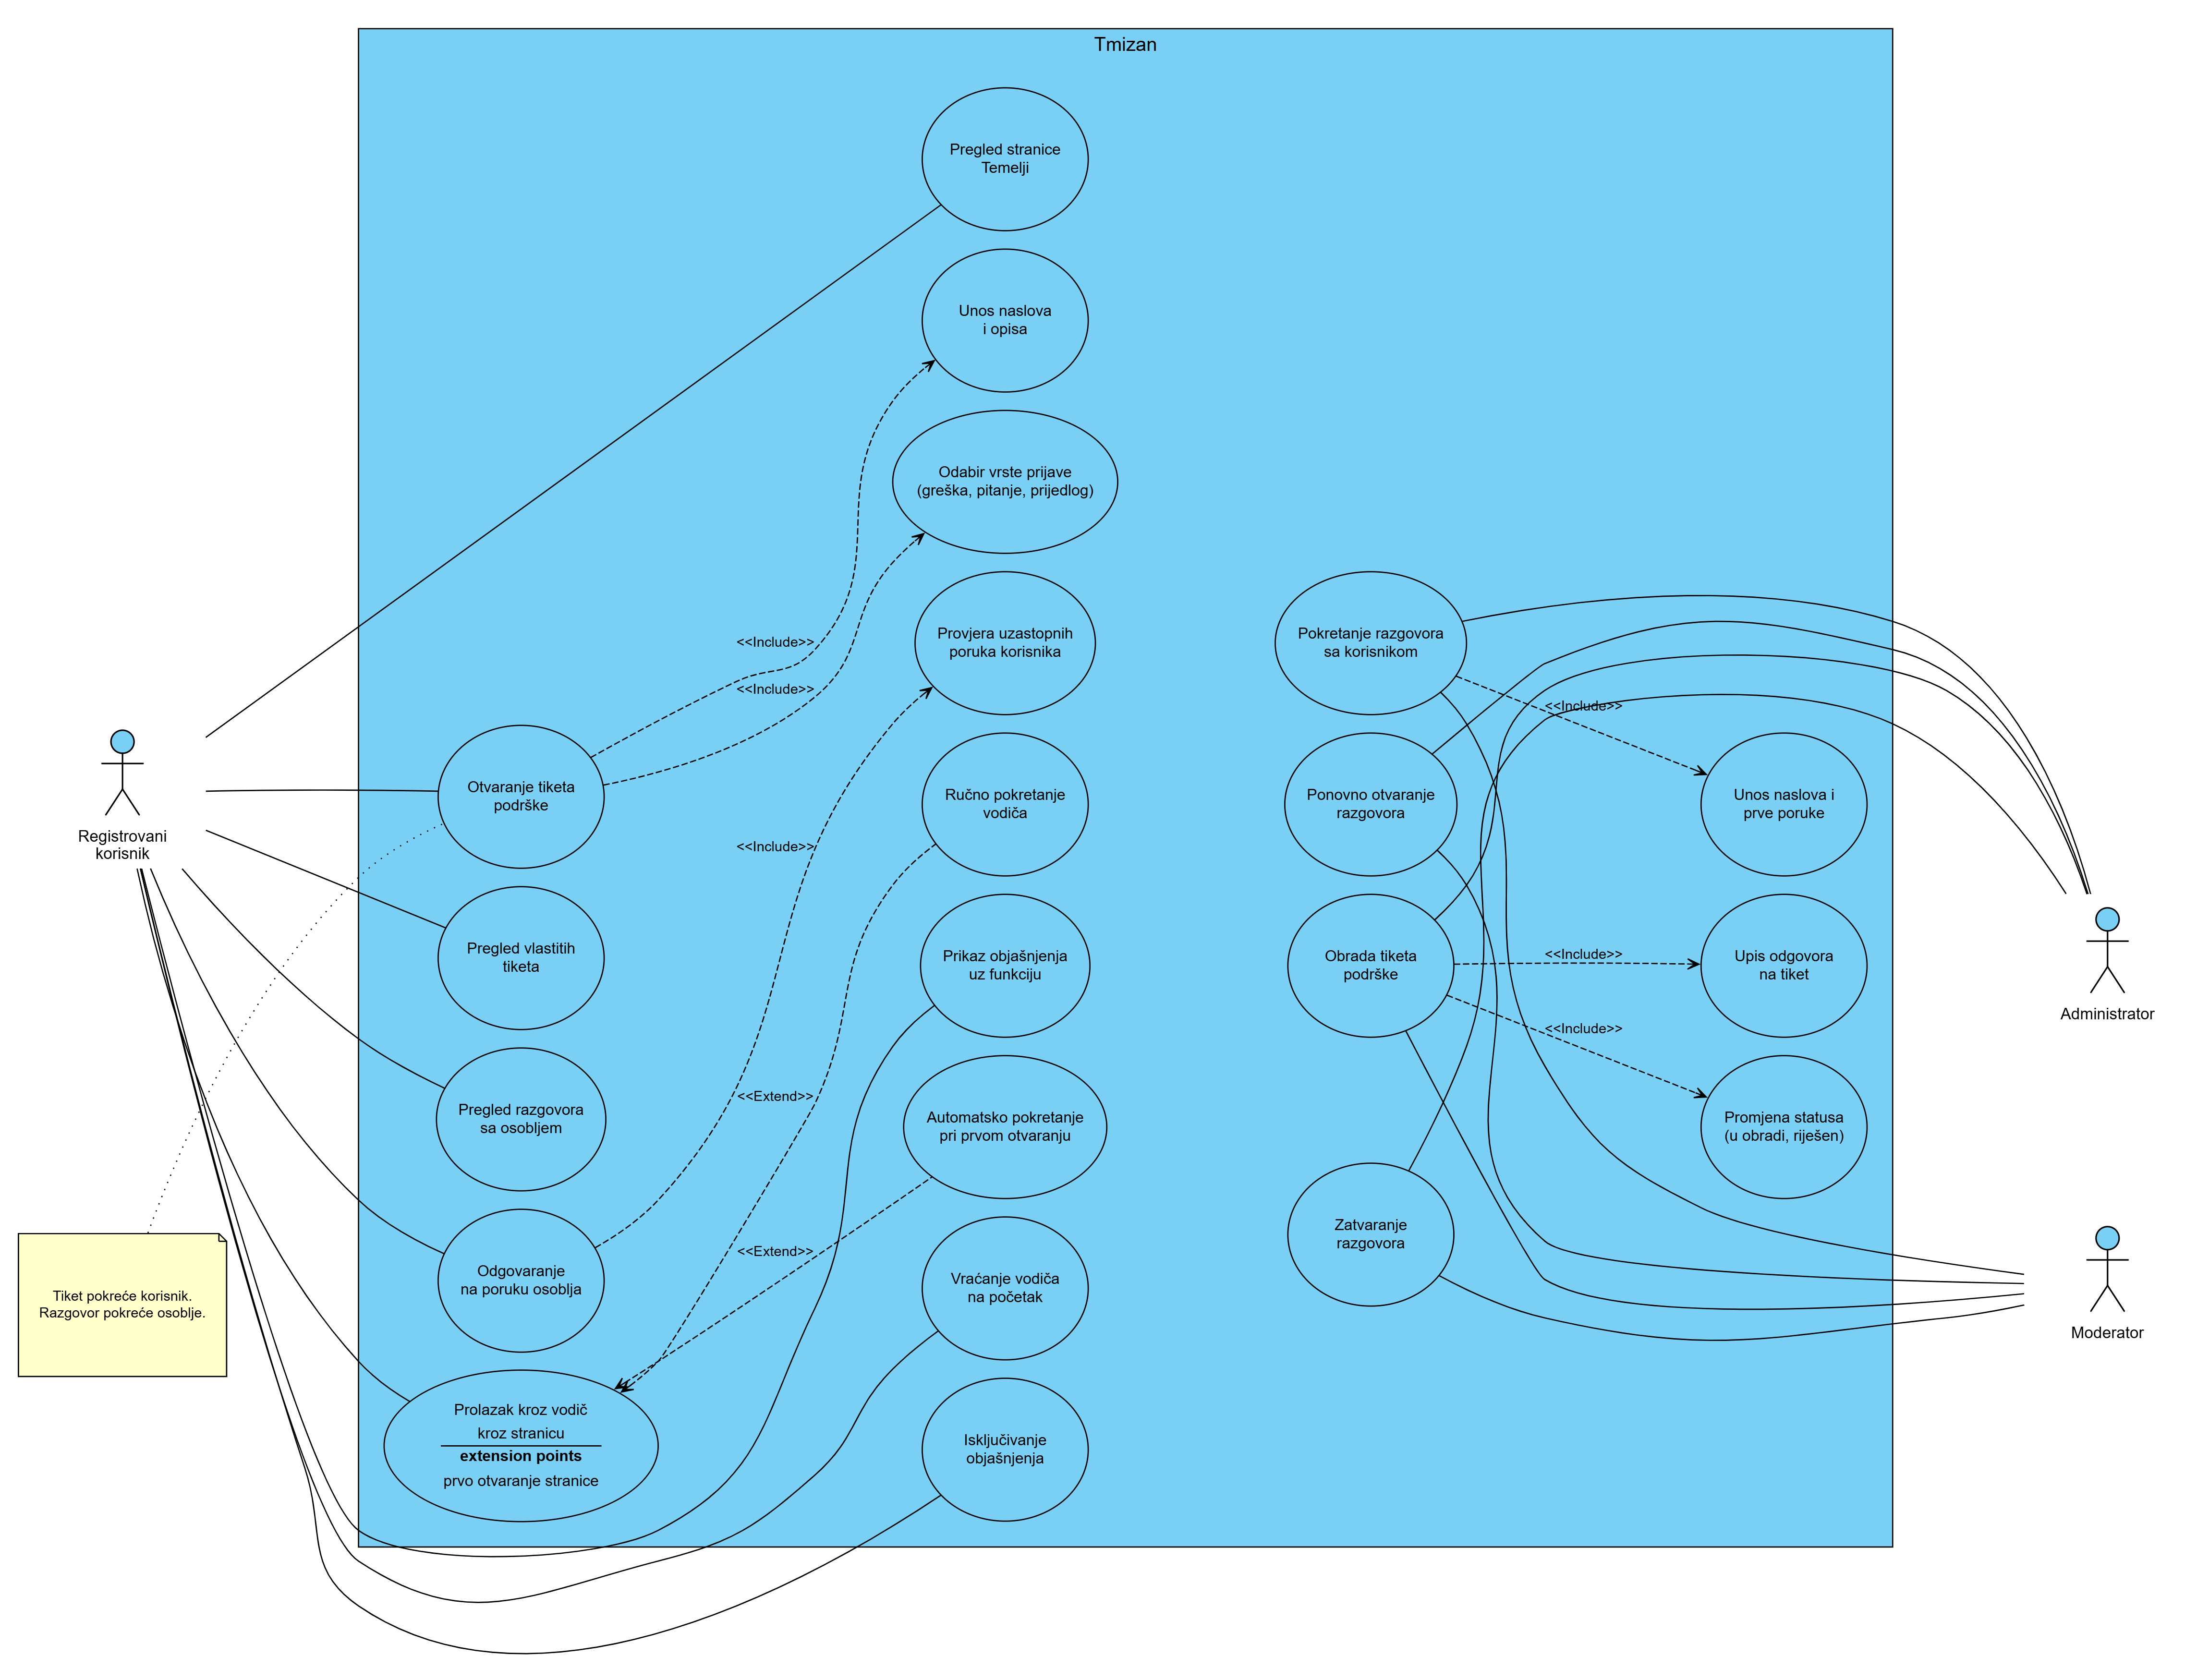 Tmizan
Pregled stranice
Temelji
Unos naslova
i opisa
Odabir vrste prijave
(greška, pitanje, prijedlog)
<<Include>>
<<Include>>
Provjera uzastopnih
poruka korisnika
Pokretanje razgovora
sa korisnikom
<<Include>>
Registrovani
korisnik
Otvaranje tiketa
podrške
<<Include>>
Ručno pokretanje
vodiča
Ponovno otvaranje
razgovora
Unos naslova i
prve poruke
Pregled vlastitih
tiketa
Prikaz objašnjenja
uz funkciju
Obrada tiketa
podrške
<<Include>>
<<Include>>
Upis odgovora
na tiket
Administrator
Pregled razgovora
sa osobljem
<<Extend>>
Automatsko pokretanje
pri prvom otvaranju
Promjena statusa
(u obradi, riješen)
Tiket pokreće korisnik.
Razgovor pokreće osoblje.
Odgovaranje
na poruku osoblja
<<Extend>>
Vraćanje vodiča
na početak
Zatvaranje
razgovora
Moderator
Prolazak kroz vodič
kroz stranicu
extension points
prvo otvaranje stranice
Isključivanje
objašnjenja